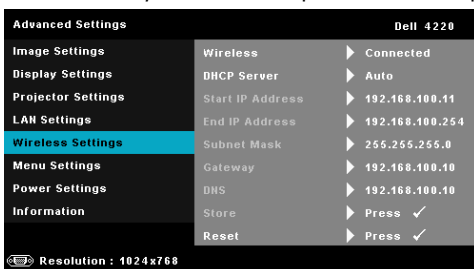 Advanced Settings Dell 4220
Image Settings Wireless Connected
Display Settings DHCP Server Auto
Projector Settings Start IP Address 192.168.100.11
LAN Settings End IP Address 192.168.100.254
Wireless Settings Subnet Mask 255.255.255.0
Menu Settings Gateway 192.168.100.10
Power Settings DNS 192.168.100.10
Information Store Press ✓
Reset Press ✓
Resolution : 1024x768